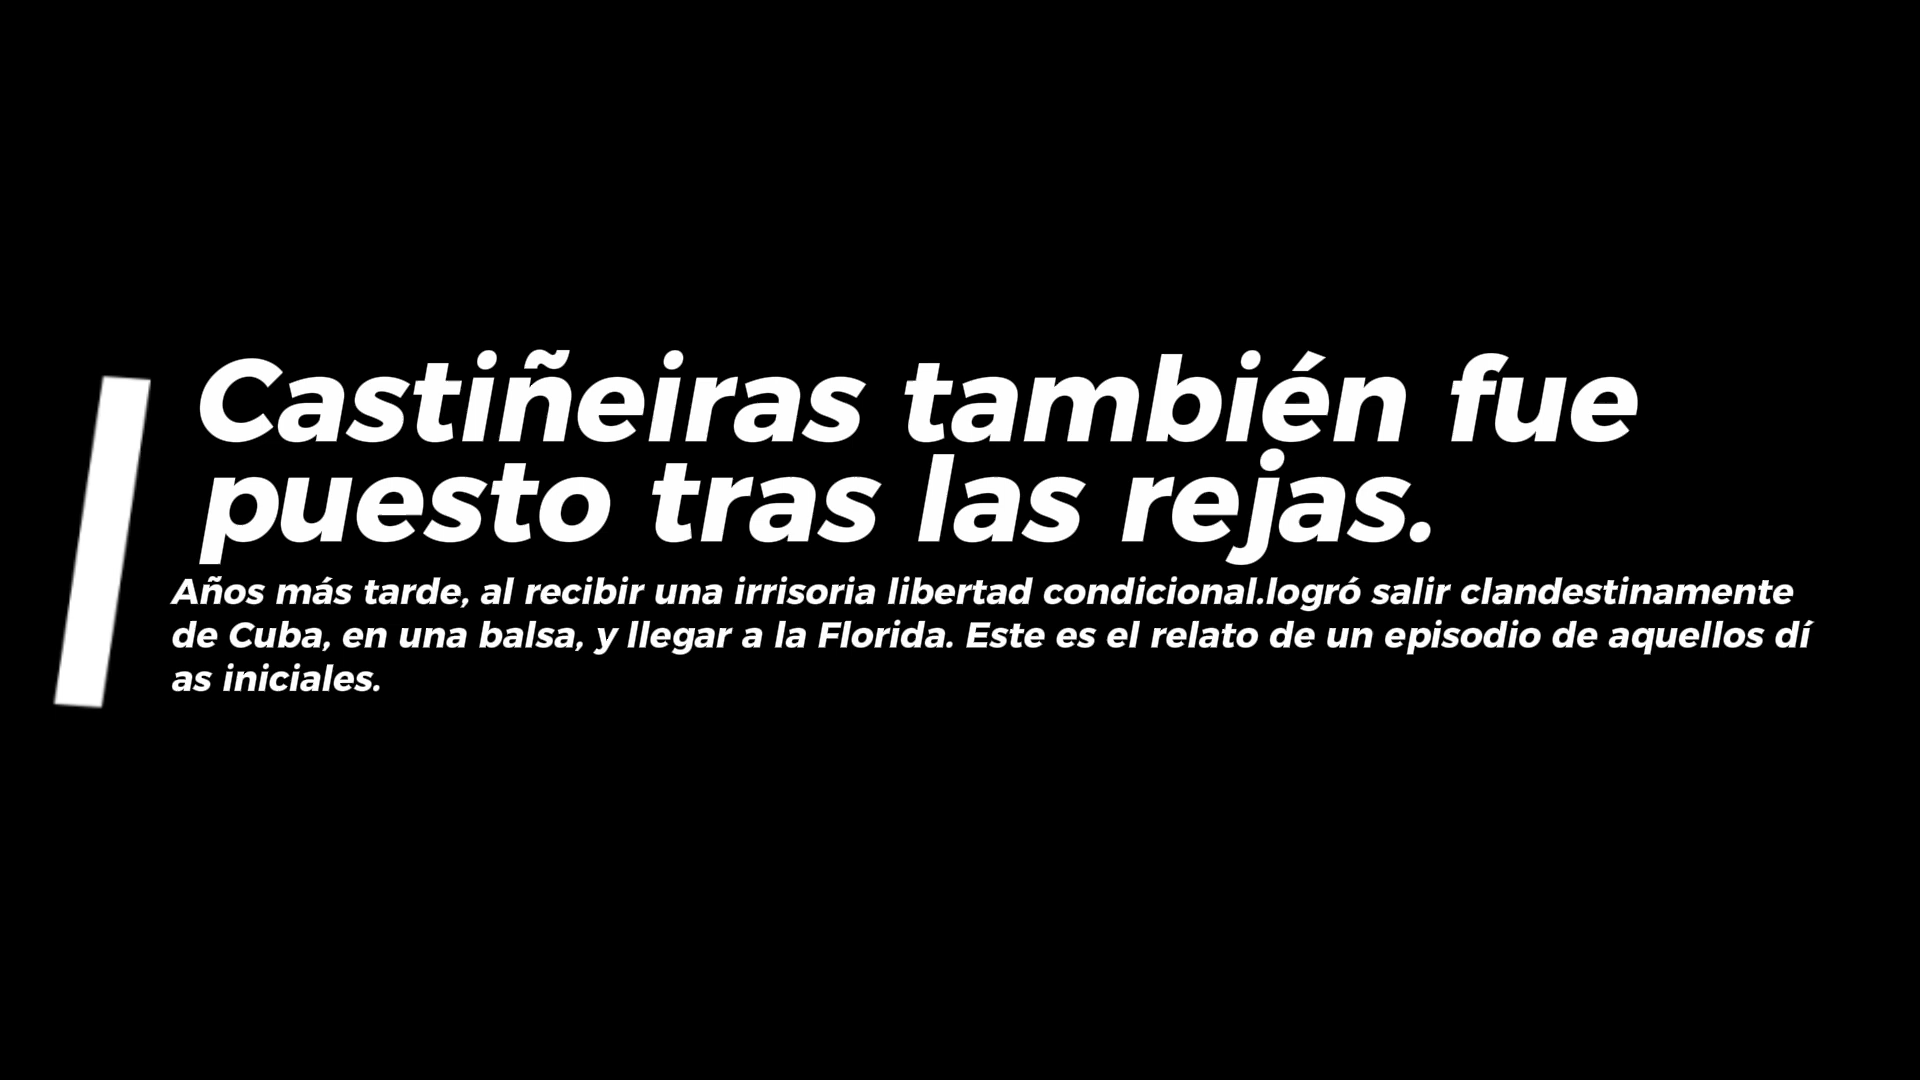 Castiñeiras también fue
puesto tras las rejas.
Años más tarde, al recibir una irrisoria libertad condicional.logró salir clandestinamente
de Cuba, en una balsa, y llegar a la Florida. Este es el relato de un episodio de aquellos dí
as iniciales.